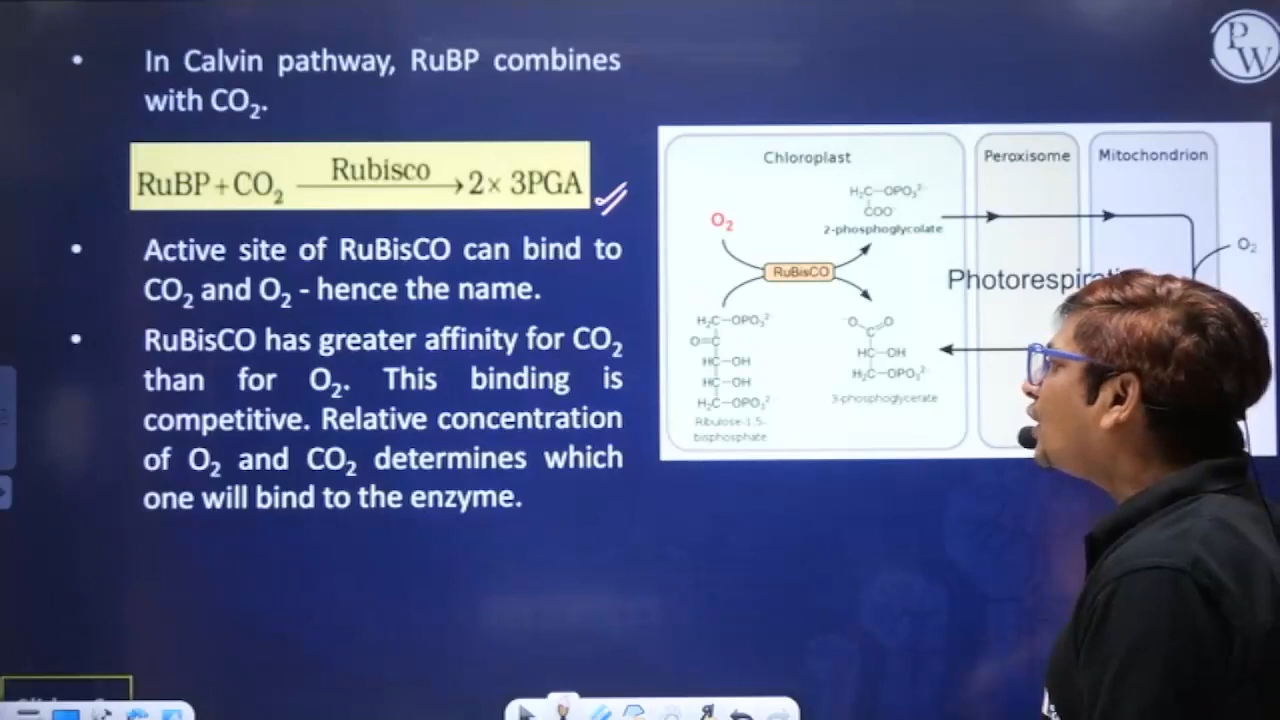 • In Calvin pathway, RuBP combines
with CO₂.
RuBP + CO₂ Rubisco → 2× 3PGA
• Active site of RuBisCO can bind to
CO₂ and O₂ - hence the name.
• RuBisCO has greater affinity for CO₂
than for O₂. This binding is
competitive. Relative concentration
of O₂ and CO₂ determines which
one will bind to the enzyme.
PW
Chloroplast
Peroxisome
Mitochondrion
H₂C—OPO₃²⁻
COO⁻
2-phosphoglycolate
O₂
RuBisCO
O₂
Photorespirati
H₂C—OPO₃²⁻
O=C
HC—OH
HC—OH
H₂C—OPO₃²⁻
Ribulose-1,5-
bisphosphate
⁻O O
C
HC—OH
H₂C—OPO₃²⁻
3-phosphoglycerate